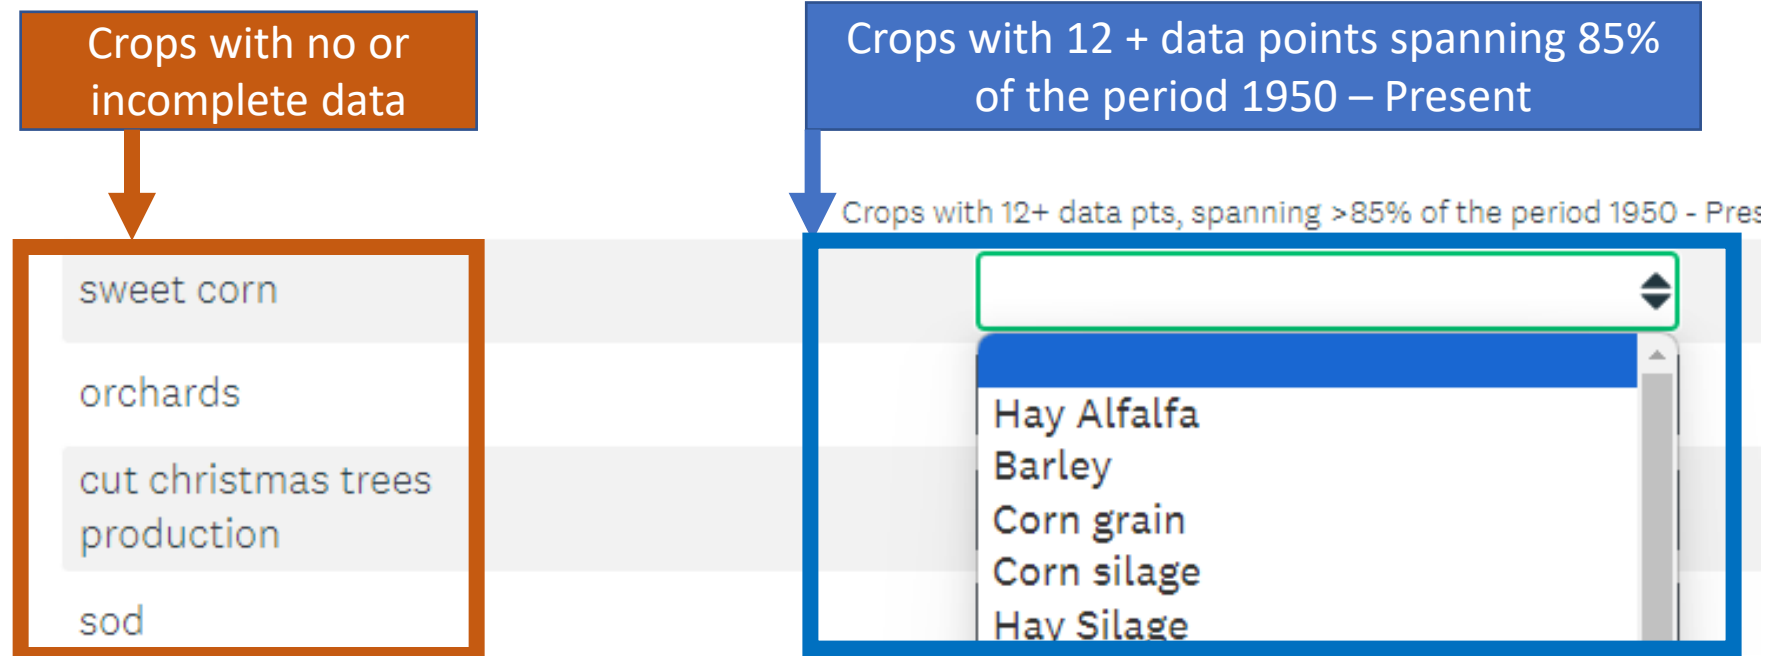 Crops with no or
incomplete data
Crops with 12 + data points spanning 85%
of the period 1950 – Present
Crops with 12+ data pts, spanning >85% of the period 1950 -
sweet corn
orchards
cut christmas trees
production
sod
Hay Alfalfa
Barley
Corn grain
Corn silage
Hay Silage